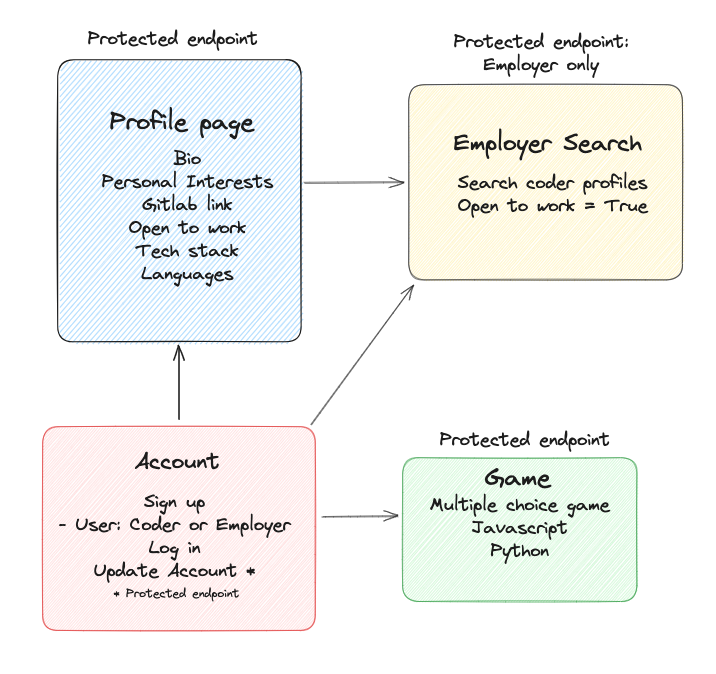 Protected endpoint
Profile page
Bio
Personal Interests
Gitlab link
Open to work
Tech stack
Languages
Protected endpoint:
Employer only
Employer Search
Search coder profiles
Open to work = True
Account
Sign up
- User: Coder or Employer
Log in
Update Account *
* Protected endpoint
Protected endpoint
Game
Multiple choice game
Javascript
Python